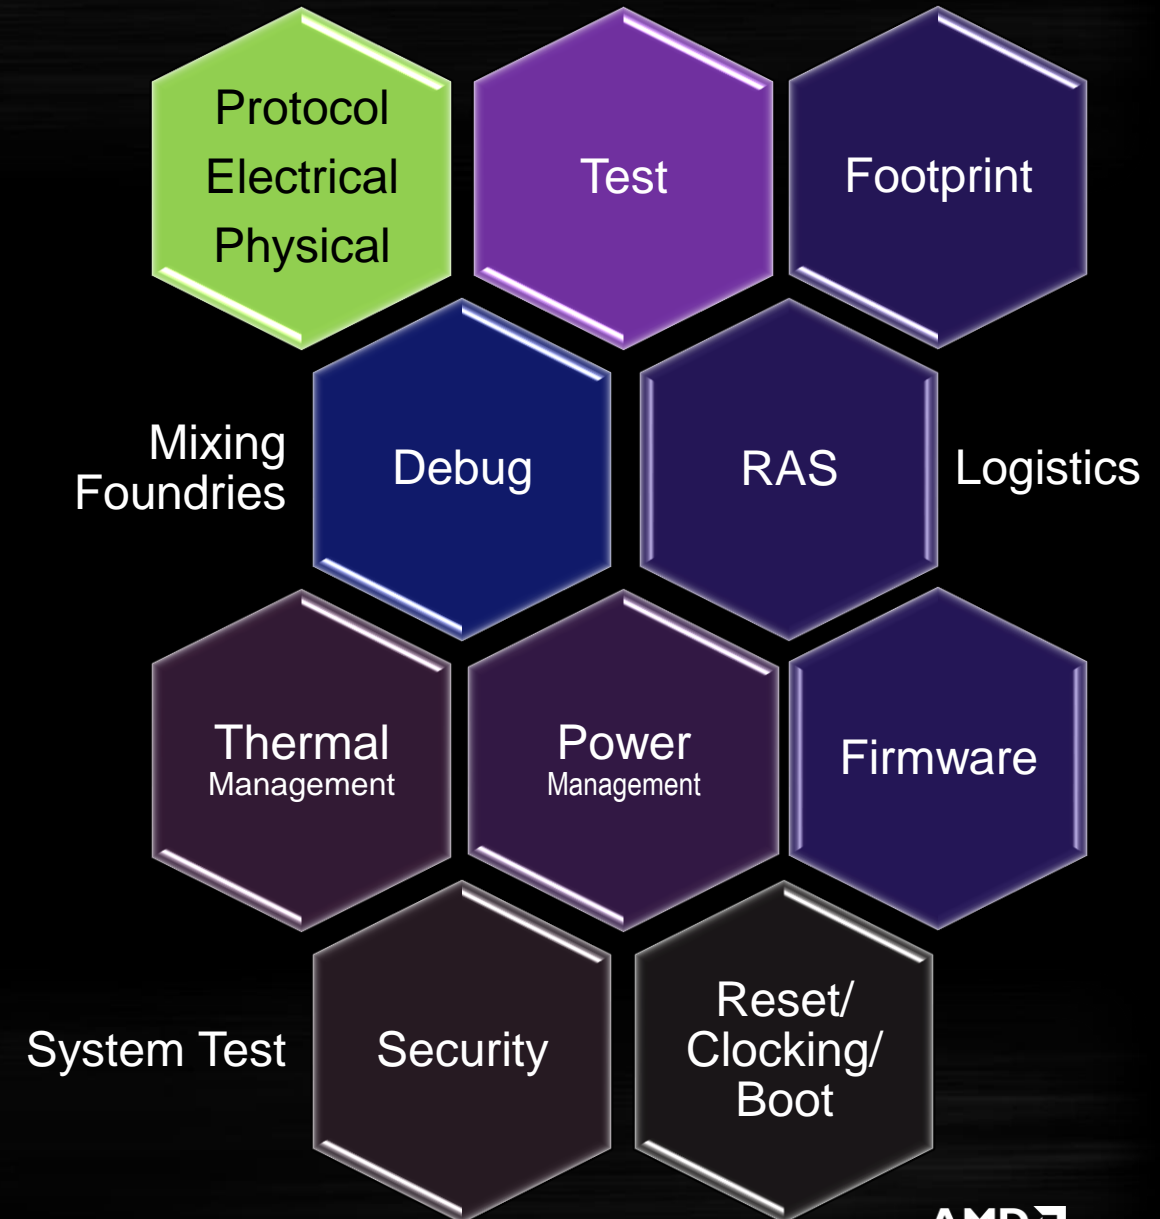 Protocol
Electrical
Physical
Test
Footprint
Mixing
Foundries
Debug
RAS
Logistics
Thermal
Management
Power
Management
Firmware
System Test
Security
Reset/
Clocking/
Boot
AMD